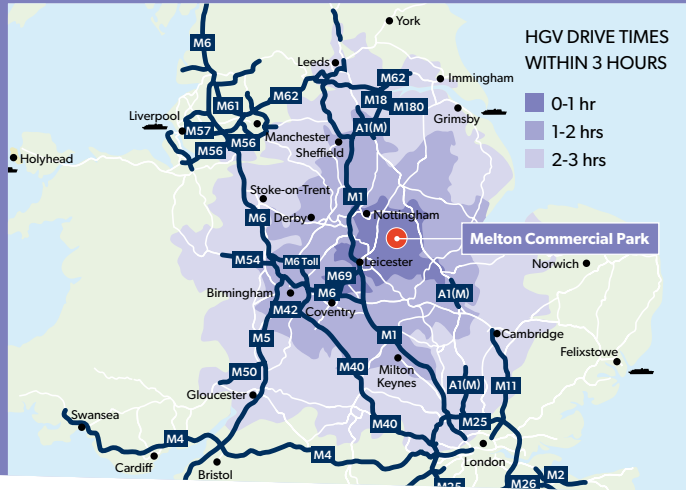 York
HGV DRIVE TIMES
WITHIN 3 HOURS
M6
Leeds
M62
Immingham
0-1 hr
M62
M18
M180
M61
Grimsby
Liverpool
A1(M)
1-2 hrs
M57
Manchester
M56
M56
Sheffield
Holyhead
2-3 hrs
Stoke-on-Trent
M1
M6
Derby
Nottingham
Melton Commercial Park
M54
M6 Toll
Leicester
Norwich
M69
Birmingham
M6
A1(M)
M42
Coventry
M5
M1
Cambridge
Felixstowe
M50
M40
Milton
Keynes
A1(M)
M11
Gloucester
Swansea
M40
M25
M4
M4
London
Cardiff
Bristol
M2
M25
M26